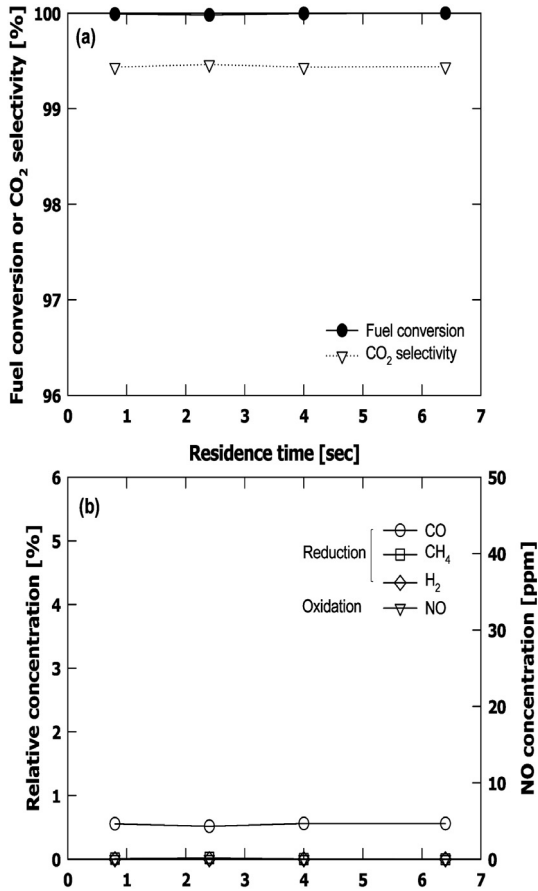 (a)
Fuel conversion or CO₂ selectivity [%]
100
99
98
97
96
Fuel conversion
CO₂ selectivity
0 1 2 3 4 5 6 7
Residence time [sec]
(b)
Relative concentration [%]
6
5
4
3
2
1
0
Reduction
CO
CH₄
H₂
Oxidation
NO
NO concentration [ppm]
50
40
30
20
10
0
0 1 2 3 4 5 6 7